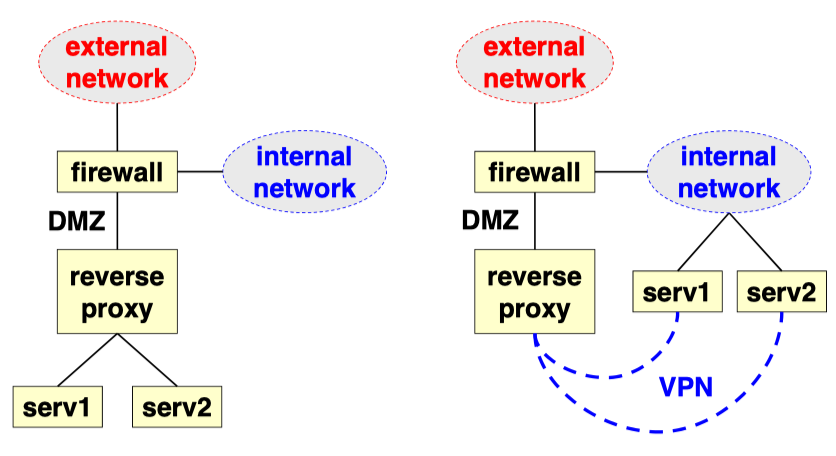 external
network
firewall
internal
network
DMZ
reverse
proxy
serv1
serv2
external
network
firewall
internal
network
DMZ
reverse
proxy
serv1
serv2
VPN